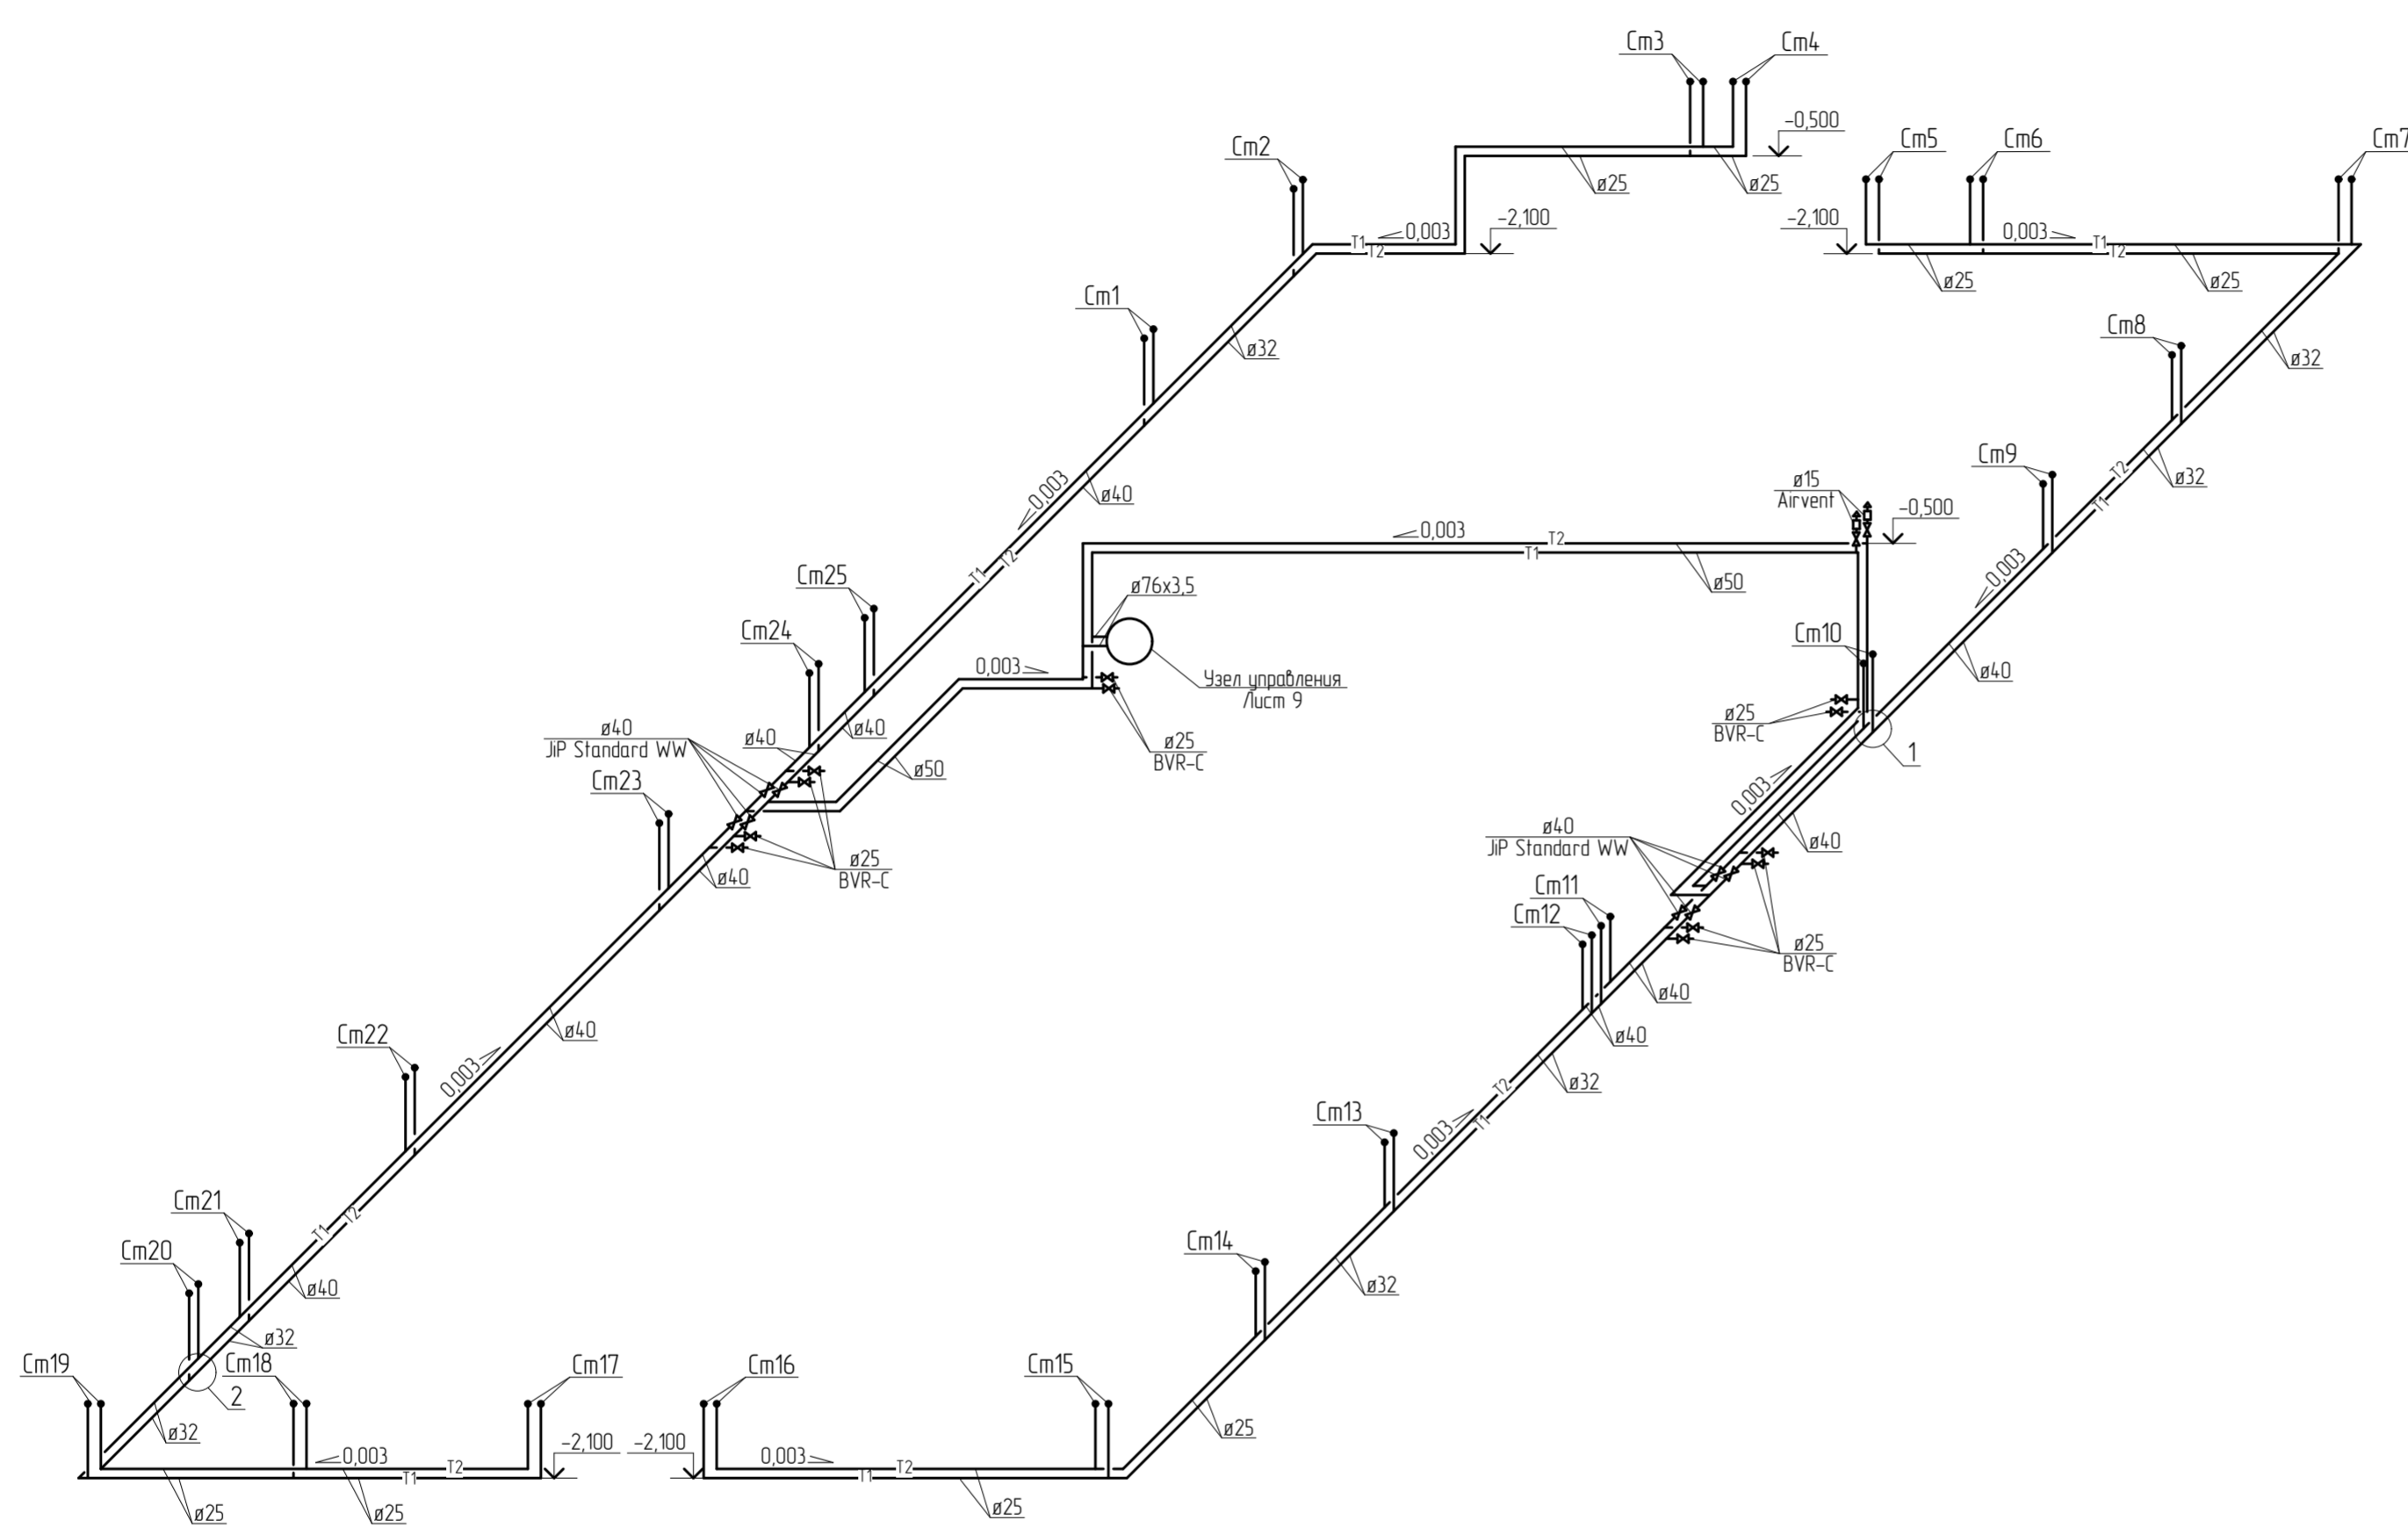 Ст3
Ст4
-0,500
Ст2
Ст5
Ст6
Ст7
ø25
ø25
0,003
-2,100
-2,100
0,003
T1
T2
T1
T2
ø25
ø25
Ст1
Ст8
ø32
ø32
Ст9
ø15
Airvent
T2
ø32
0,003
ø40
T1
-0,500
0,003
T2
T1
Ст25
T1
T2
ø76x3,5
ø50
0,003
Ст24
Ст10
0,003
ø40
Узел управления
Лист 9
ø40
JiP Standard WW
ø40
ø40
ø25
BVR-C
ø25
BVR-C
1
Ст23
ø50
0,003
ø40
JiP Standard WW
ø40
ø25
BVR-C
ø40
Ст11
Ст12
ø25
BVR-C
ø40
Ст22
ø40
ø40
0,003
ø32
T2
Ст13
T1
0,003
Ст21
T1
T2
Ст14
Ст20
ø40
ø32
ø32
Ст19
Ст18
Ст17
Ст16
Ст15
2
ø32
0,003
T2
T1
-2,100
-2,100
0,003
T2
T1
ø25
ø25
ø25
ø25